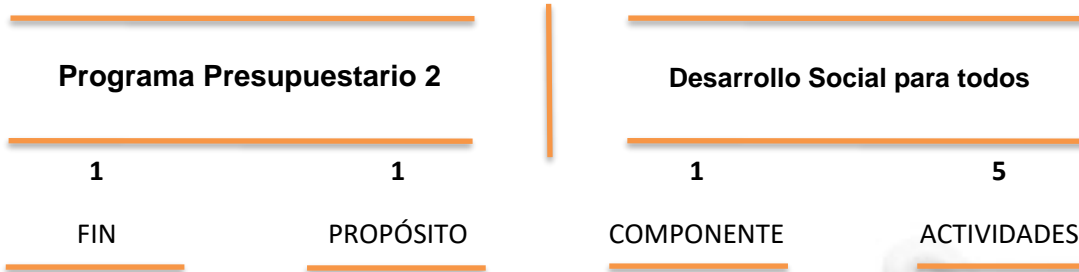 Programa Presupuestario 2
Desarrollo Social para todos
1 1 1 5
FIN PROPÓSITO COMPONENTE ACTIVIDADES